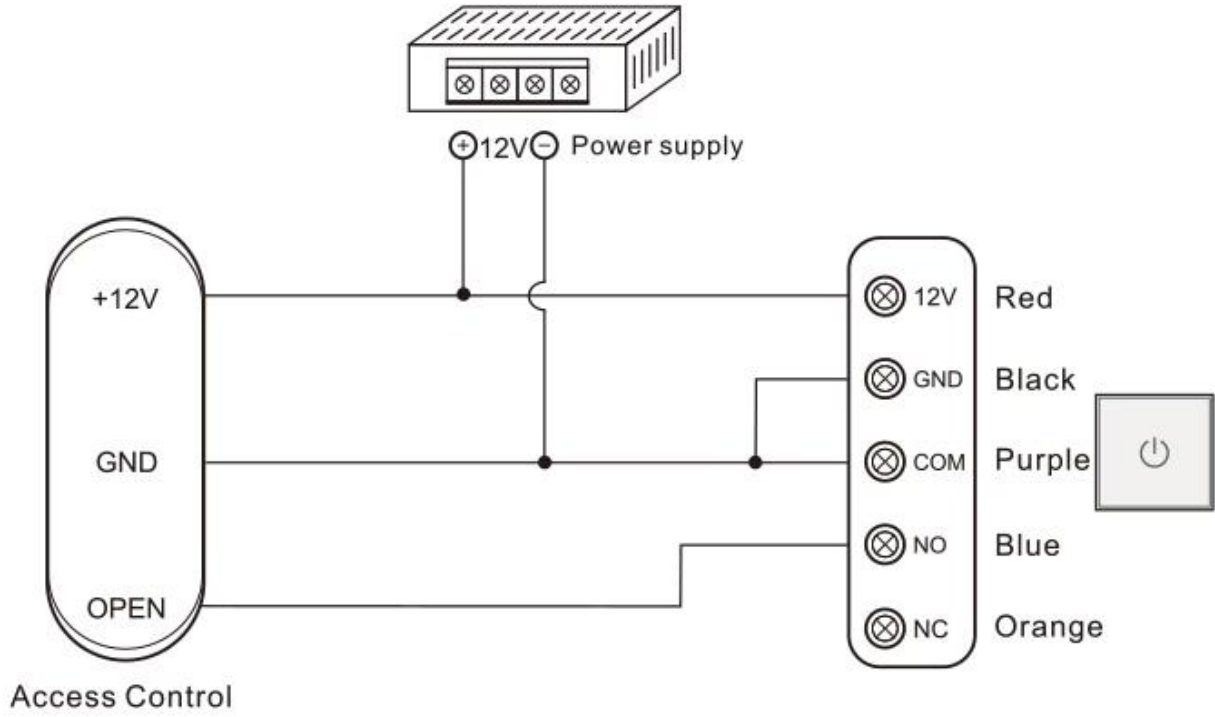 +12V− Power supply
+12V
GND
OPEN
Access Control
12V Red
GND Black
COM Purple
NO Blue
NC Orange